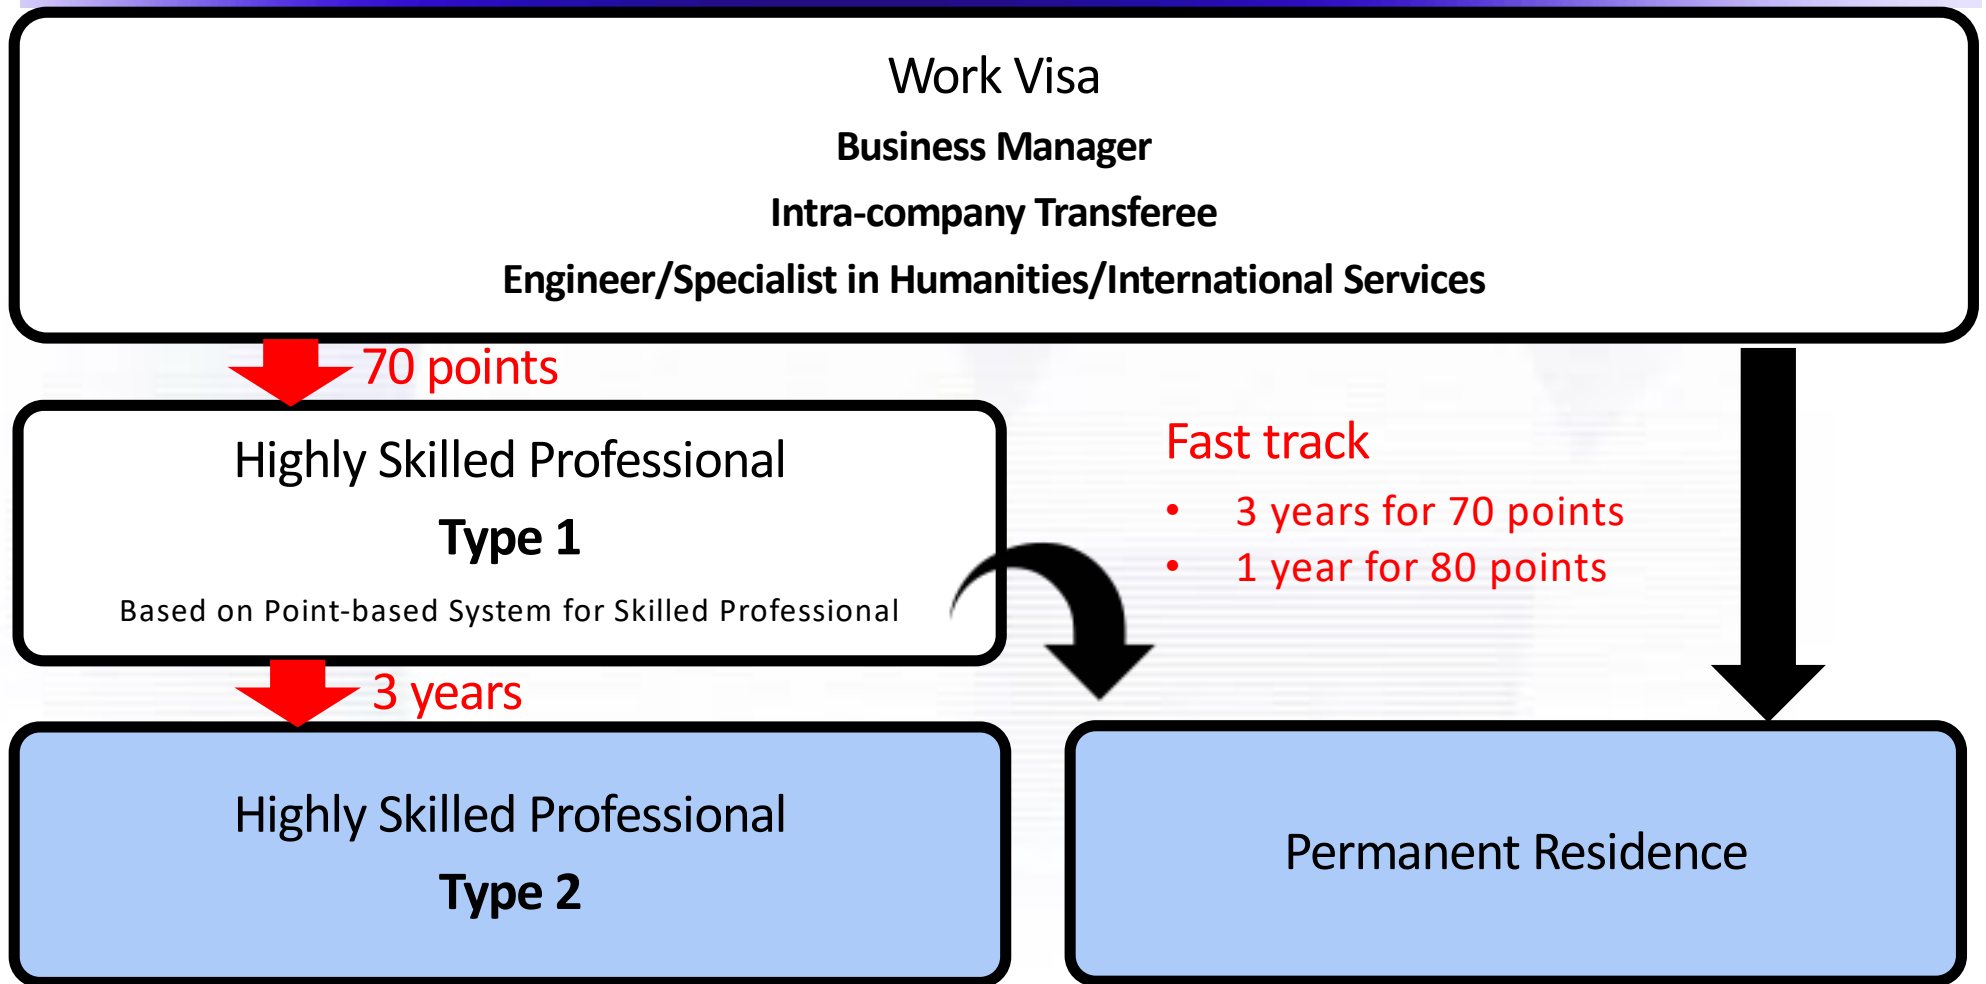 Work Visa
Business Manager
Intra-company Transferee
Engineer/Specialist in Humanities/International Services
70 points
Highly Skilled Professional
Type 1
Based on Point-based System for Skilled Professional
Fast track
• 3 years for 70 points
• 1 year for 80 points
3 years
Highly Skilled Professional
Type 2
Permanent Residence